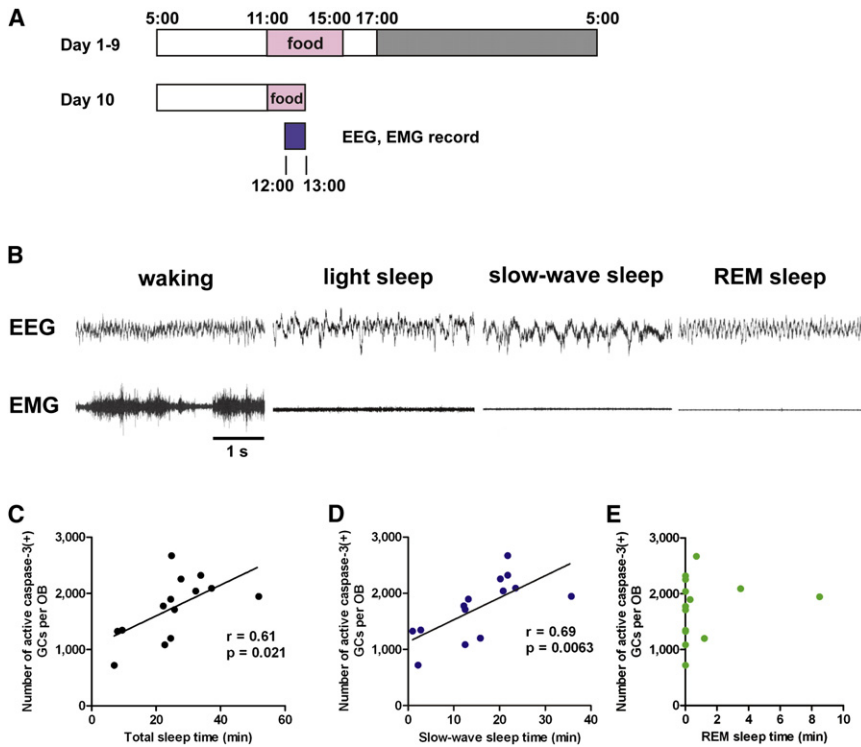 A
5:00 11:00 15:00 17:00 5:00
Day 1-9 food
Day 10 food
EEG, EMG record
12:00 13:00
B
waking light sleep slow-wave sleep REM sleep
EEG
EMG
1 s
C
Number of active caspase-3(+)
GCs per OB
3,000
2,000
1,000
0
r = 0.61
p = 0.021
0 20 40 60
Total sleep time (min)
D
Number of active caspase-3(+)
GCs per OB
3,000
2,000
1,000
0
r = 0.69
p = 0.0063
0 10 20 30 40
Slow-wave sleep time (min)
E
Number of active caspase-3(+)
GCs per OB
3,000
2,000
1,000
0
0 2 4 6 8 10
REM sleep time (min)